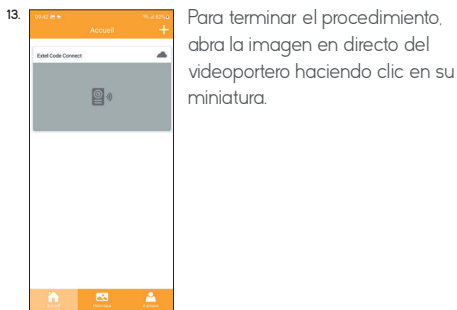 13.
Accueil
+
Extel Code Connect
Para terminar el procedimiento,
abra la imagen en directo del
videoportero haciendo clic en su
miniatura.